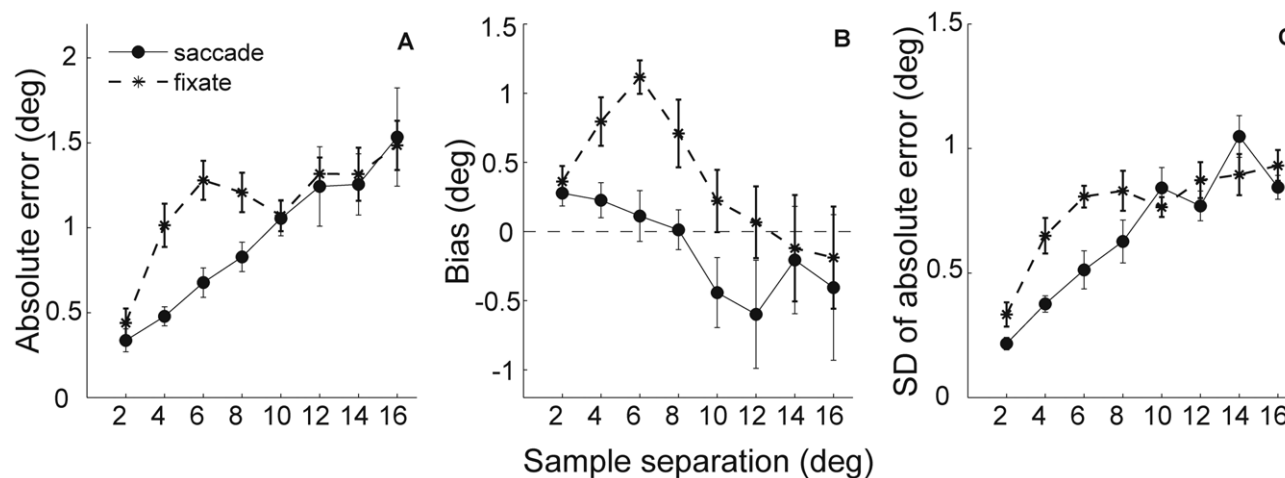 A
saccade
fixate
Absolute error (deg)
2
1.5
1
0.5
0
2 4 6 8 10 12 14 16
B
Bias (deg)
1.5
1
0.5
0
-0.5
-1
2 4 6 8 10 12 14 16
Sample separation (deg)
C
SD of absolute error (deg)
1.5
1
0.5
0
2 4 6 8 10 12 14 16